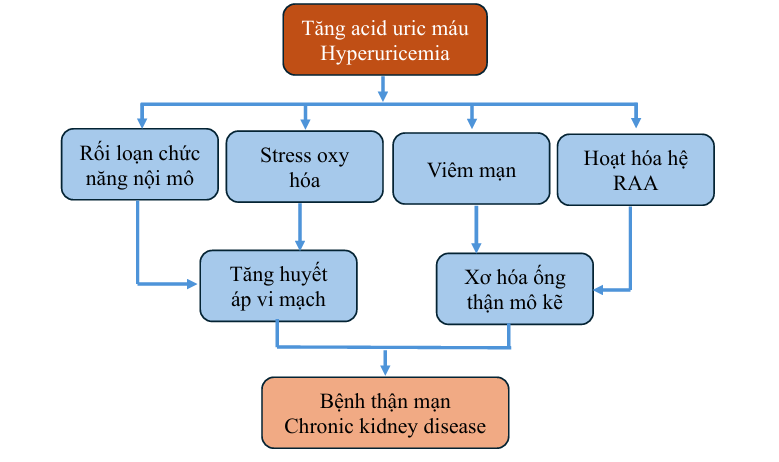 Tăng acid uric máu
Hyperuricemia
Rối loạn chức
năng nội mô
Stress oxy
hóa
Viêm mạn
Hoạt hóa hệ
RAA
Tăng huyết
áp vi mạch
Xơ hóa ống
thận mô kẽ
Bệnh thận mạn
Chronic kidney disease